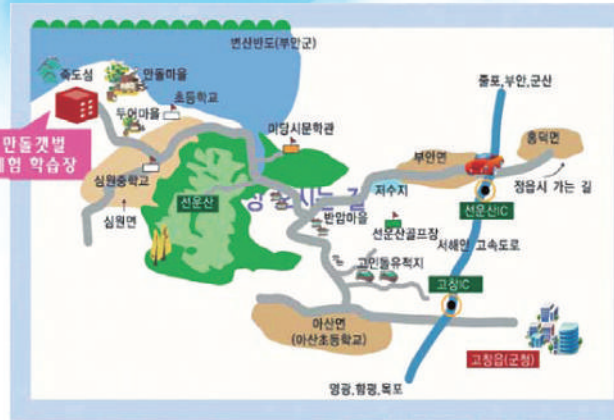 변산반도(부안군)
죽도섬
만돌마을
초등학교
줄포,부안,군산
두어마을
만돌갯벌
체험 학습장
미당시문학관
흥덕면
부안면
심원중학교
저수지
정읍시 가는 길
선운산
오시는 길
심원면
반암마을
선운산골프장
선운산IC
서해안 고속도로
고인돌유적지
고창IC
아산면
(아산초등학교)
고창읍(군청)
영광,함평,목포